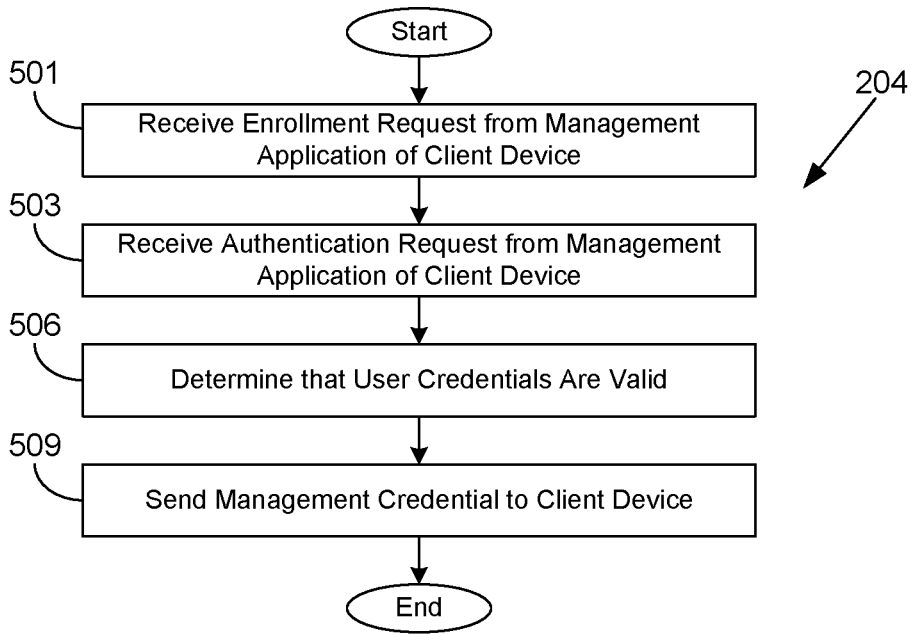 Start
501
204
Receive Enrollment Request from Management
Application of Client Device
503
Receive Authentication Request from Management
Application of Client Device
506
Determine that User Credentials Are Valid
509
Send Management Credential to Client Device
End